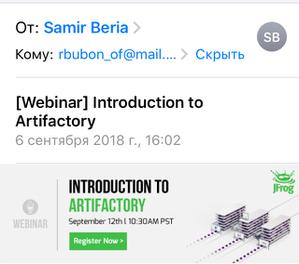 От: Samir Beria >
SB
Кому: rbubon_of@mail.... > Скрыть
[Webinar] Introduction to
Artifactory
6 сентября 2018 г., 16:02
JFrog
INTRODUCTION TO
ARTIFACTORY
September 12th I 10:30AM PST
WEBINAR
Register Now >